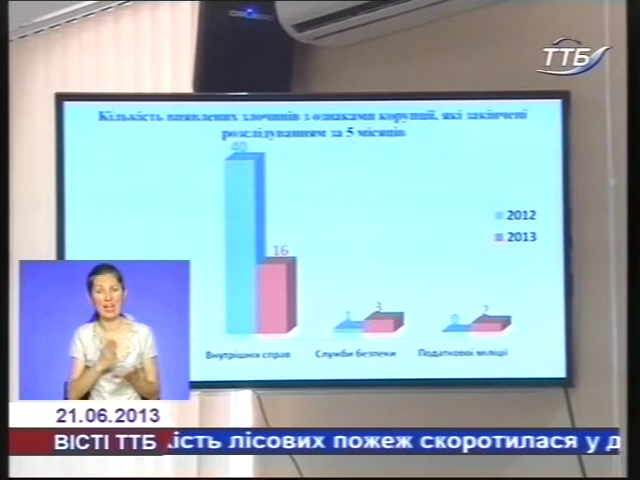 ТТБ
Кількість виявлених злочинів з ознаками корупції, які закінчені
розслідуванням за 5 місяців
40
16
1
3
0
2
2012
2013
Внутрішніх справ
Служби безпеки
Податкової міліції
21.06.2013
ВІСТІ ТТБ
ість лісових пожеж скоротилася у д